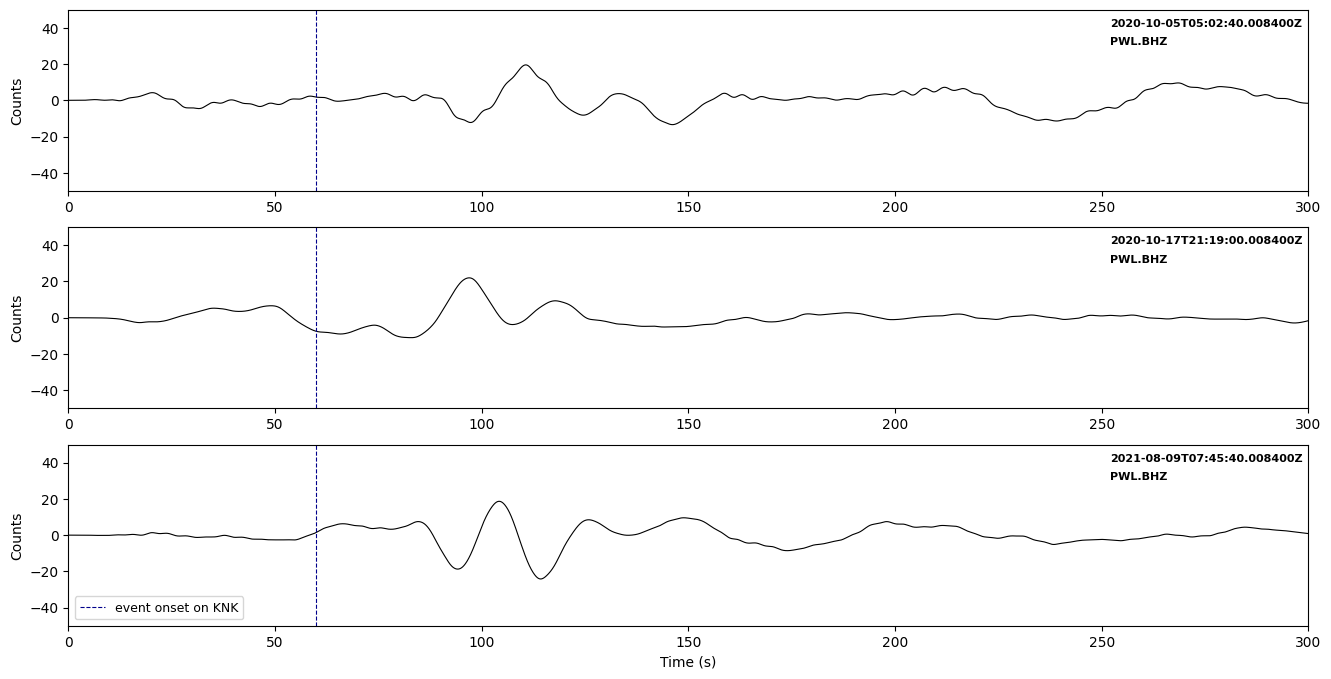 40
20
0
−20
−40
Counts
2020-10-05T05:02:40.008400Z
PWL.BHZ
0 50 100 150 200 250 300
40
20
0
−20
−40
Counts
2020-10-17T21:19:00.008400Z
PWL.BHZ
0 50 100 150 200 250 300
40
20
0
−20
−40
Counts
2021-08-09T07:45:40.008400Z
PWL.BHZ
event onset on KNK
0 50 100 150 200 250 300
Time (s)